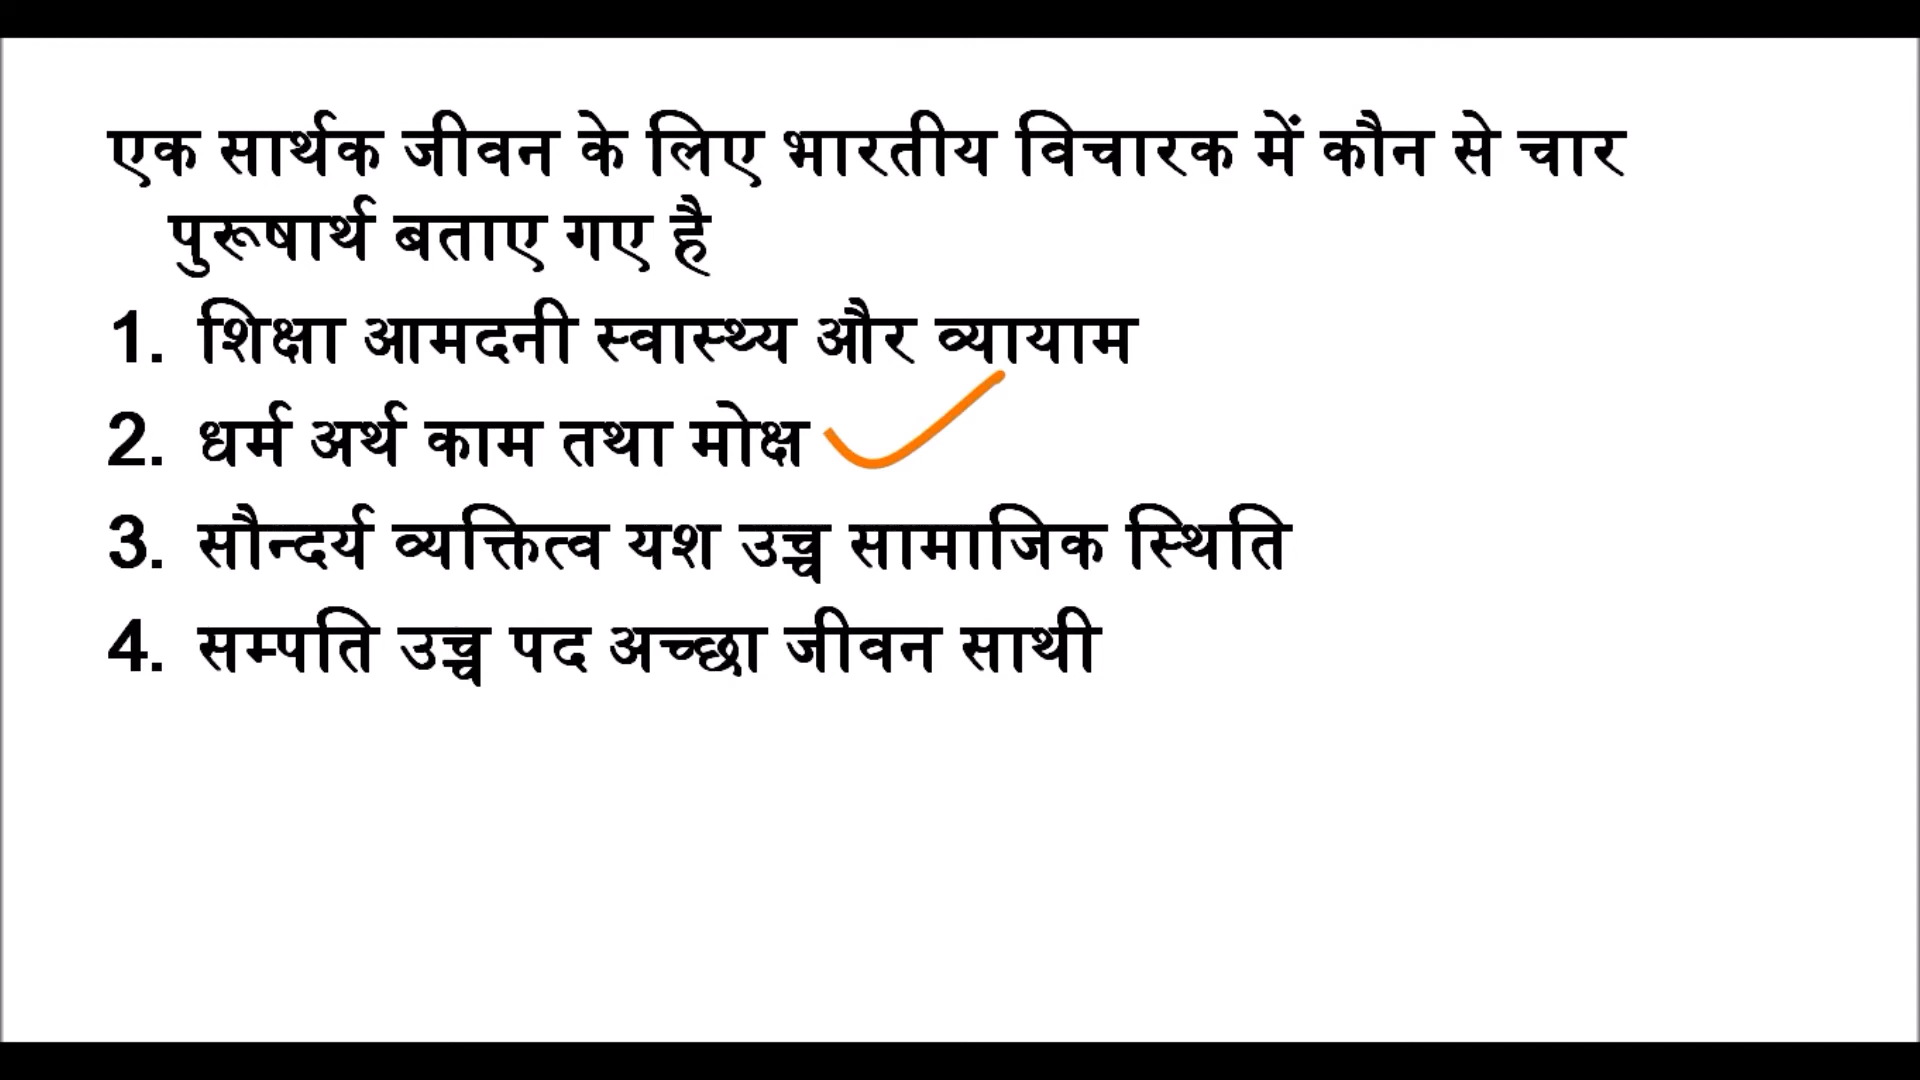 एक सार्थक जीवन के लिए भारतीय विचारक में कौन से चार
पुरूषार्थ बताए गए है
1. शिक्षा आमदनी स्वास्थ्य और व्यायाम
2. धर्म अर्थ काम तथा मोक्ष
3. सौन्दर्य व्यक्तित्व यश उच्च सामाजिक स्थिति
4. सम्पति उच्च पद अच्छा जीवन साथी